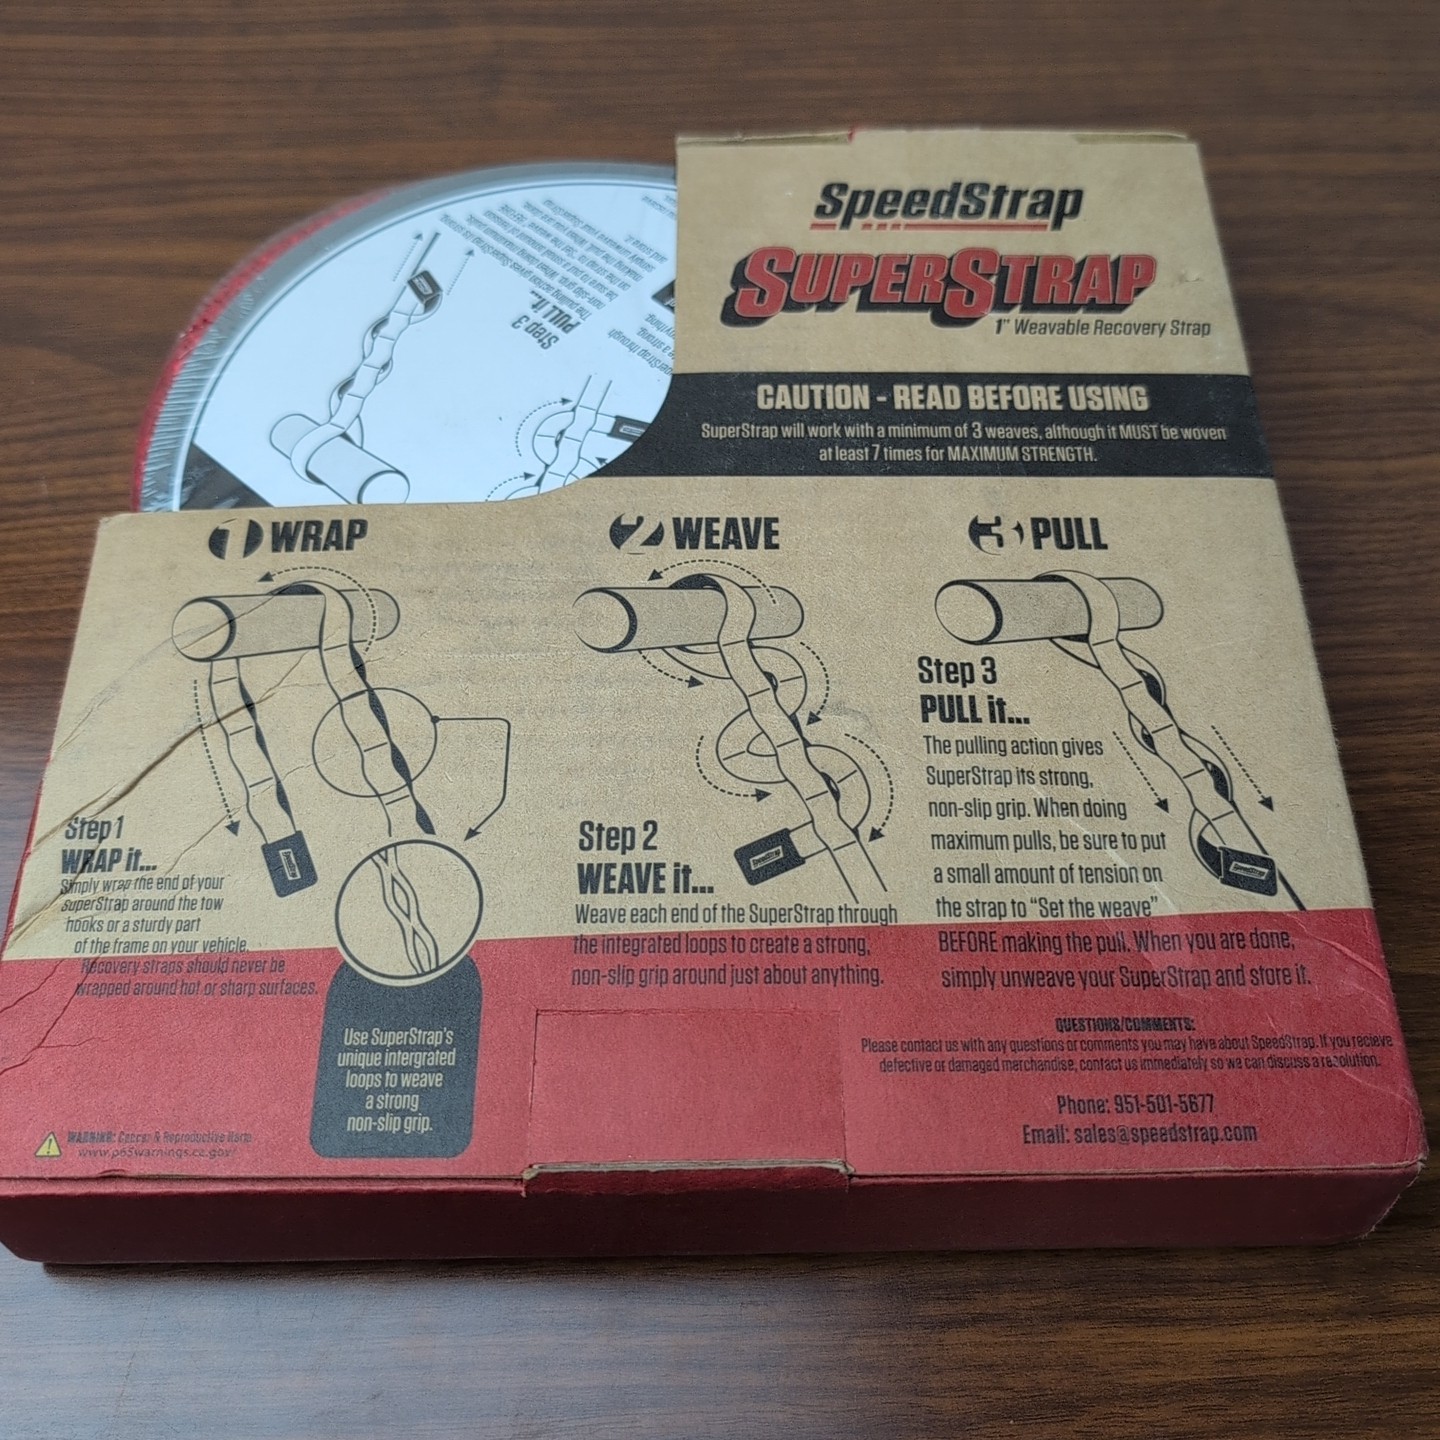 SpeedStrap
SUPERSTRAP
1" Weavable Recovery Strap
CAUTION - READ BEFORE USING
SuperStrap will work with a minimum of 3 weaves, although it MUST be woven
at least 7 times for MAXIMUM STRENGTH.
Step 3
PULL it...
1 WRAP
2 WEAVE
3 PULL
Step 1
WRAP it...
Simply wrap the end of your
SuperStrap around the tow
hooks or a sturdy part
of the frame on your vehicle.
Recovery straps should never be
wrapped around hot or sharp surfaces.
Use SuperStrap's
unique intergrated
loops to weave
a strong
non-slip grip.
Step 2
WEAVE it...
Weave each end of the SuperStrap through
the integrated loops to create a strong,
non-slip grip around just about anything.
SpeedStrap
Step 3
PULL it...
The pulling action gives
SuperStrap its strong,
non-slip grip. When doing
maximum pulls, be sure to put
a small amount of tension on
the strap to "Set the weave"
BEFORE making the pull. When you are done,
simply unweave your SuperStrap and store it.
SpeedStrap
QUESTIONS/COMMENTS:
Please contact us with any questions or comments you may have about SpeedStrap. If you recieve
defective or damaged merchandise, contact us immediately so we can discuss a resolution.
Phone: 951-501-5677
Email: sales@speedstrap.com
WARNING: Cancer & Reproductive Harm
www.p65warnings.ca.gov/